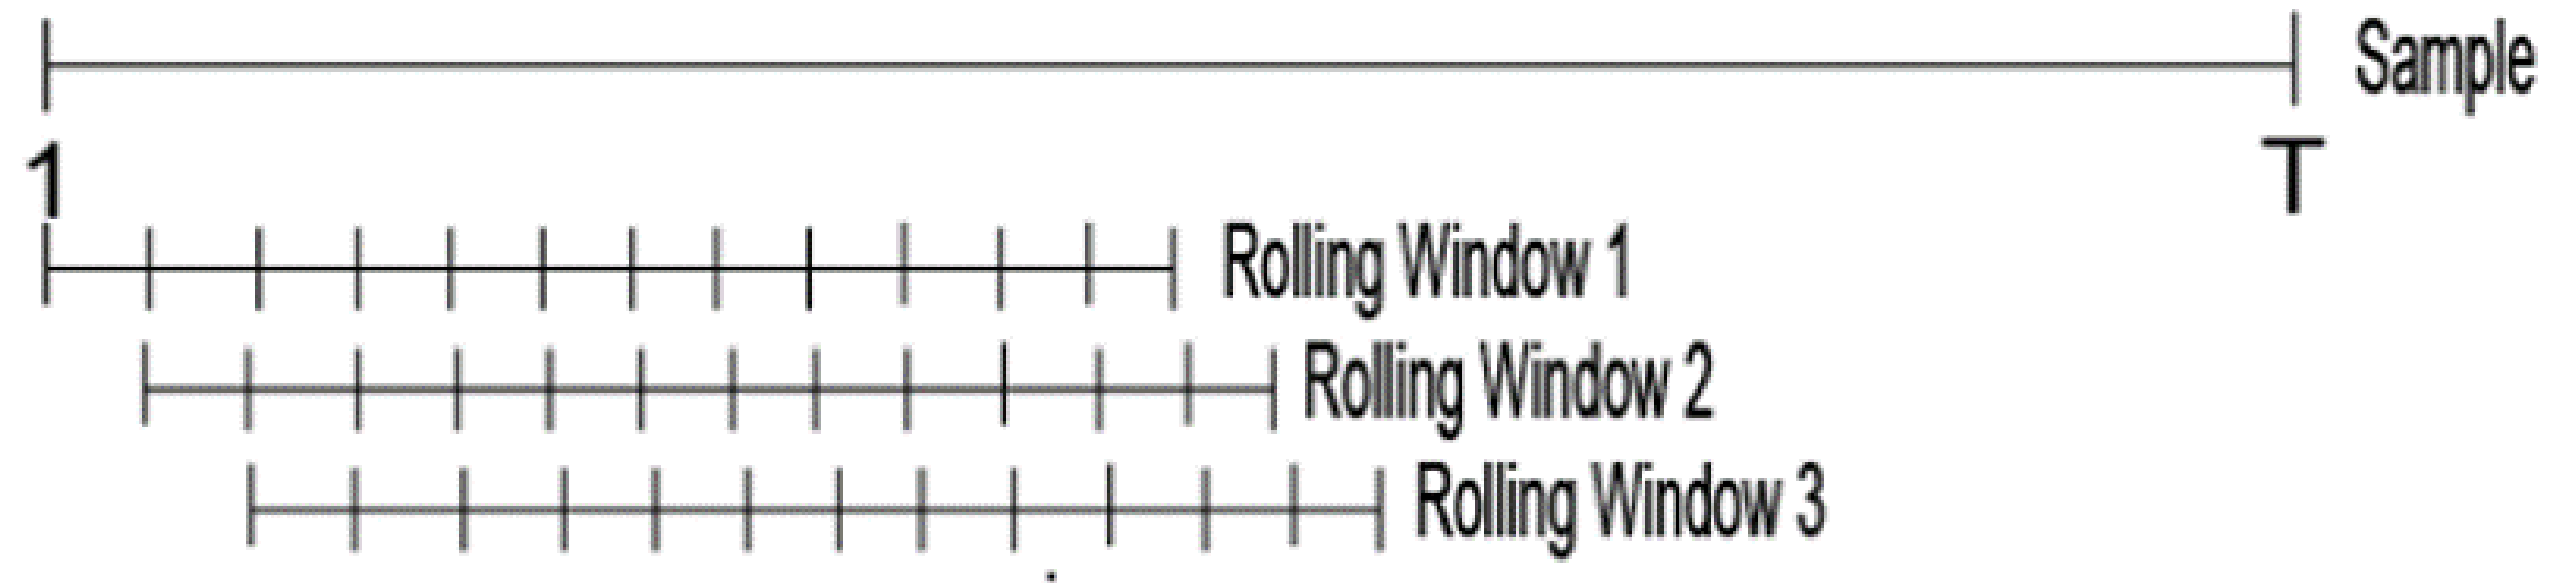 Sample
1 T
Rolling Window 1
Rolling Window 2
Rolling Window 3
.